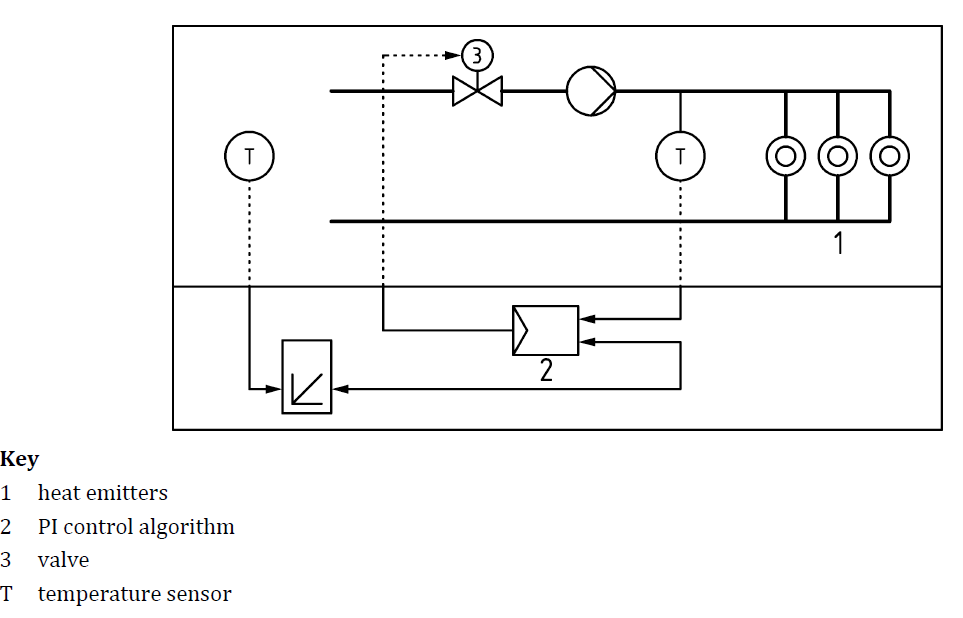 3
T
T
1
2
Key
1 heat emitters
2 PI control algorithm
3 valve
T temperature sensor